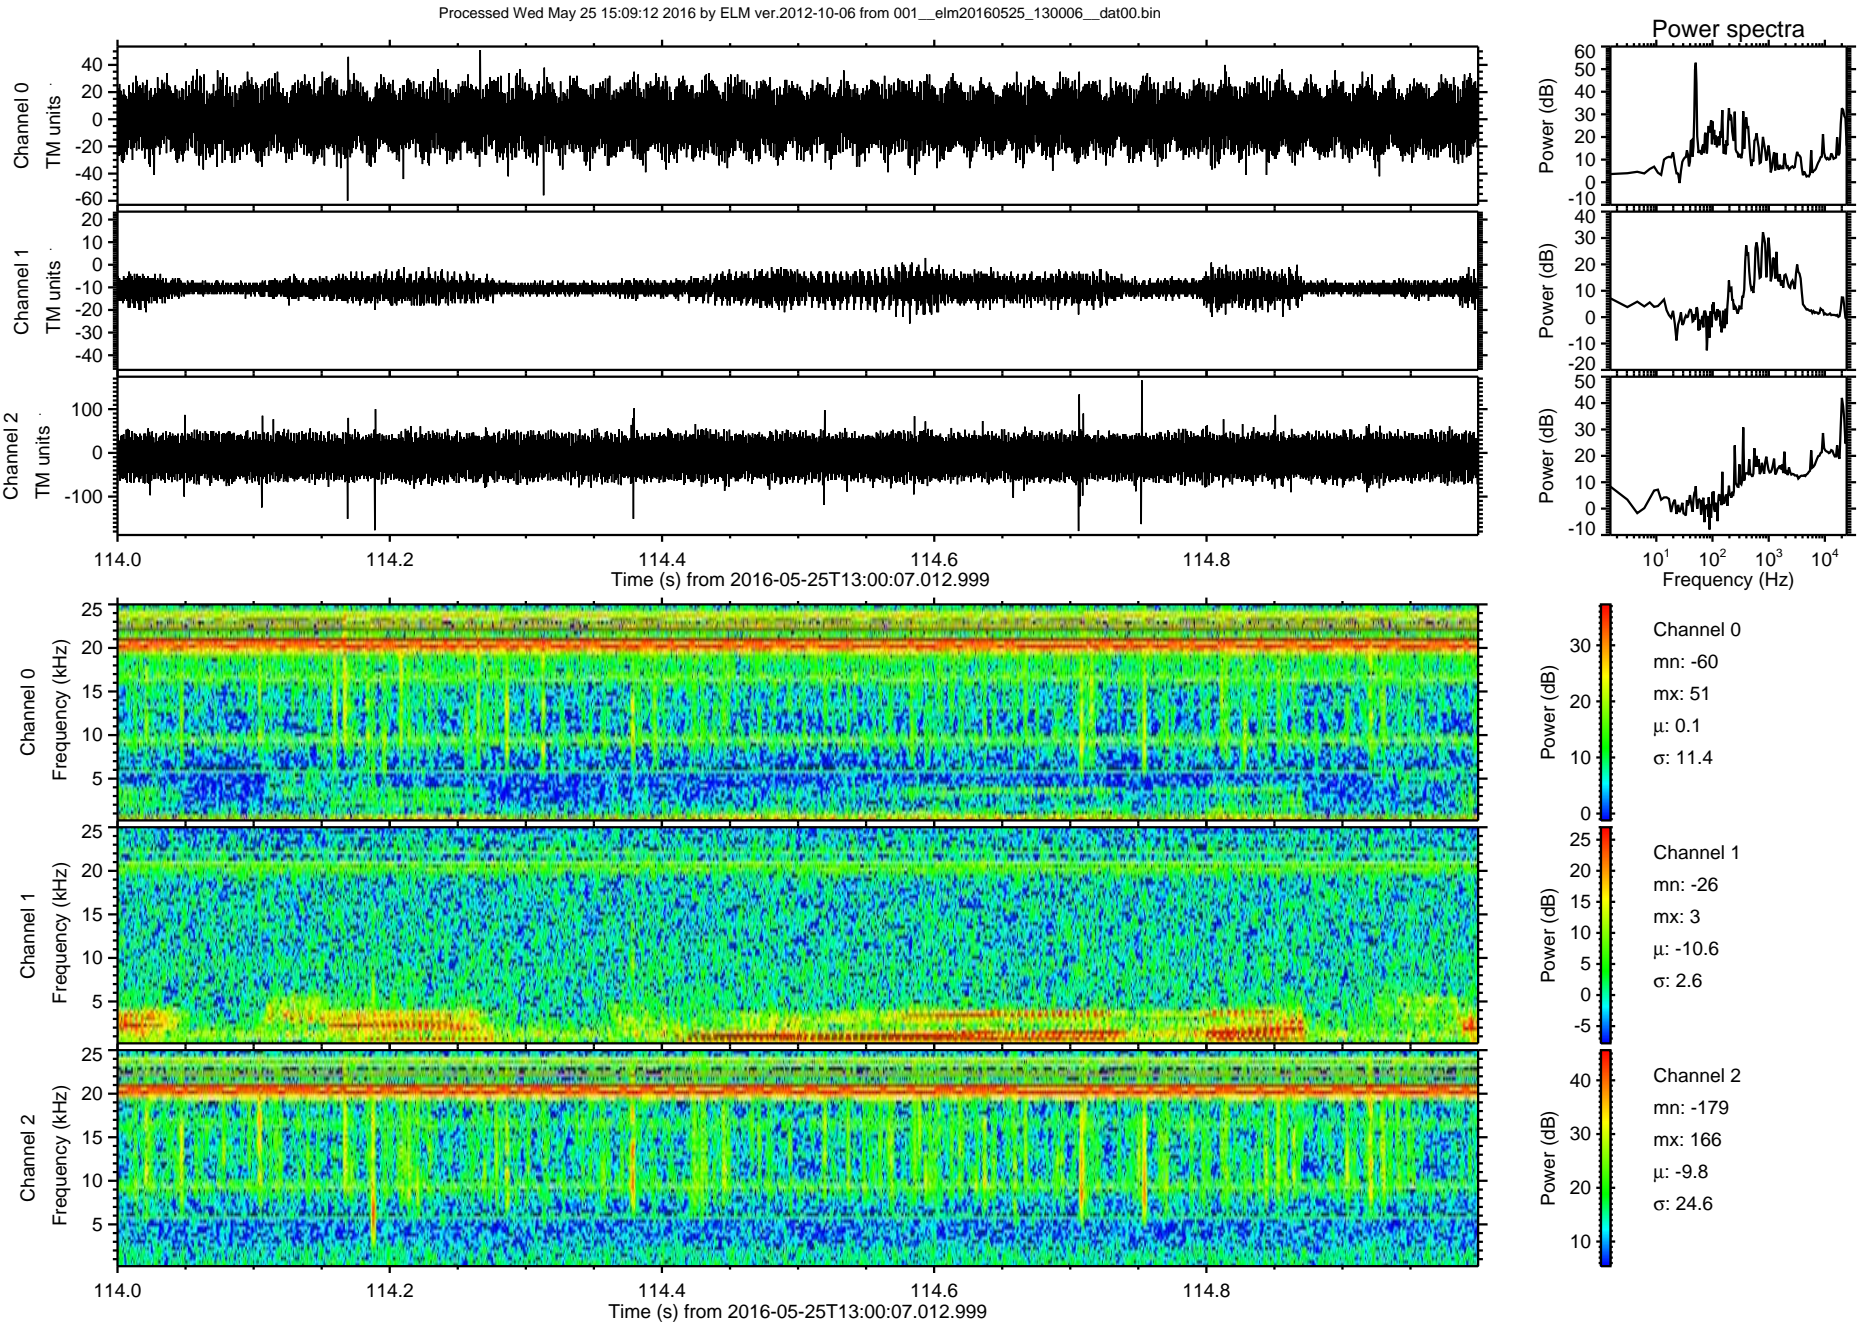 Processed Wed May 25 15:09:12 2016 by ELM ver.2012-10-06 from 001__elm20160525_130006__dat00.bin
Power spectra
Channel 0
TM units
40
20
0
-20
-40
-60
Power (dB)
60
50
40
30
20
10
0
-10
Channel 1
TM units
20
10
0
-10
-20
-30
-40
Power (dB)
40
30
20
10
0
-10
-20
Channel 2
TM units
100
0
-100
Power (dB)
50
40
30
20
10
0
-10
114.0 114.2 114.4 114.6 114.8
Time (s) from 2016-05-25T13:00:07.012.999
10^1 10^2 10^3 10^4
Frequency (Hz)
Channel 0
Frequency (kHz)
25
20
15
10
5
Power (dB)
30
20
10
0
Channel 0
mn: -60
mx: 51
µ: 0.1
σ: 11.4
Channel 1
Frequency (kHz)
25
20
15
10
5
Power (dB)
25
20
15
10
5
0
-5
Channel 1
mn: -26
mx: 3
µ: -10.6
σ: 2.6
Channel 2
Frequency (kHz)
25
20
15
10
5
Power (dB)
40
30
20
10
Channel 2
mn: -179
mx: 166
µ: -9.8
σ: 24.6
114.0 114.2 114.4 114.6 114.8
Time (s) from 2016-05-25T13:00:07.012.999